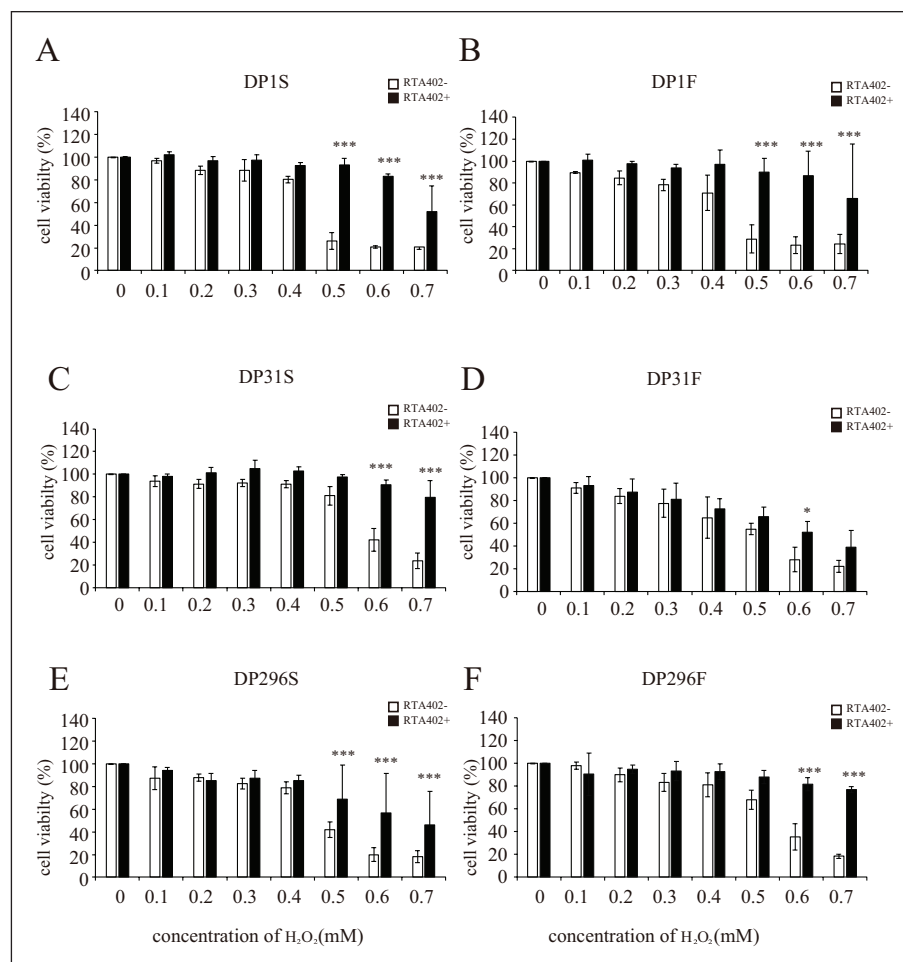 A
DP1S
RTA402-
RTA402+
cell viabilty (%)
140
120
100
80
60
40
20
0
***
***
***
0 0.1 0.2 0.3 0.4 0.5 0.6 0.7
B
DP1F
RTA402-
RTA402+
cell viabilty (%)
140
120
100
80
60
40
20
0
***
***
***
0 0.1 0.2 0.3 0.4 0.5 0.6 0.7
C
DP31S
RTA402-
RTA402+
cell viabilty (%)
140
120
100
80
60
40
20
0
*** ***
0 0.1 0.2 0.3 0.4 0.5 0.6 0.7
D
DP31F
RTA402-
RTA402+
cell viabilty (%)
140
120
100
80
60
40
20
0
*
0 0.1 0.2 0.3 0.4 0.5 0.6 0.7
E
DP296S
RTA402-
RTA402+
cell viabilty (%)
140
120
100
80
60
40
20
0
***
***
***
0 0.1 0.2 0.3 0.4 0.5 0.6 0.7
concentration of H₂O₂(mM)
F
DP296F
RTA402-
RTA402+
cell viabilty (%)
140
120
100
80
60
40
20
0
*** ***
0 0.1 0.2 0.3 0.4 0.5 0.6 0.7
concentration of H₂O₂(mM)